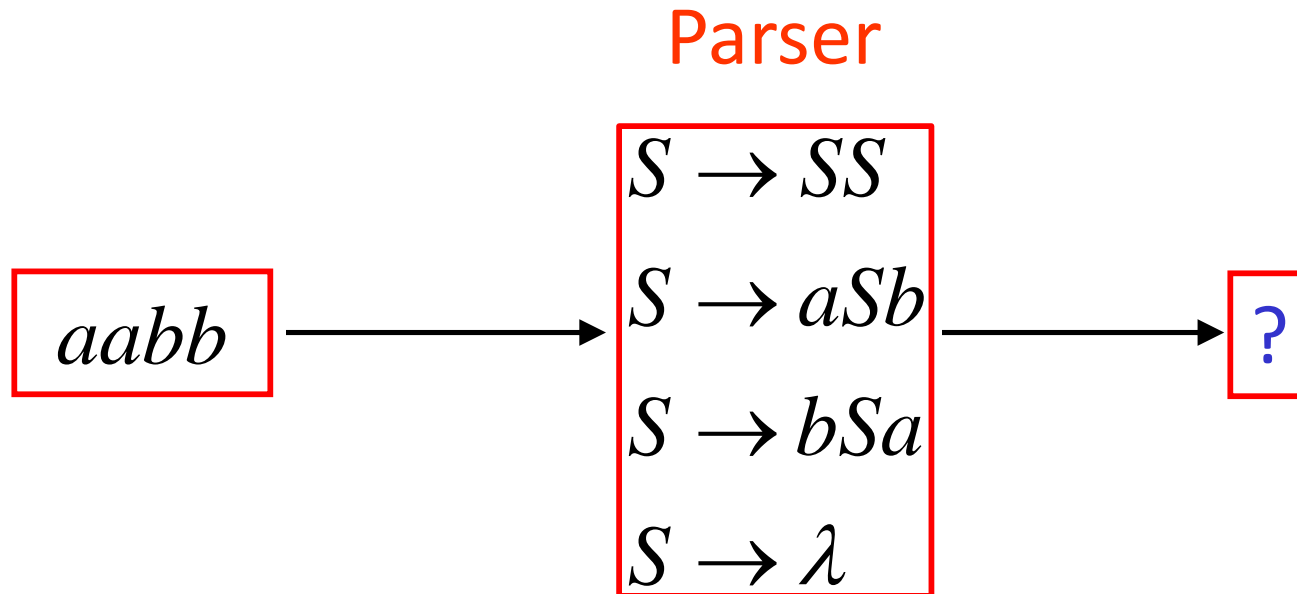 Parser
S → SS
S → aSb
aabb
?
S → bSa
S → λ